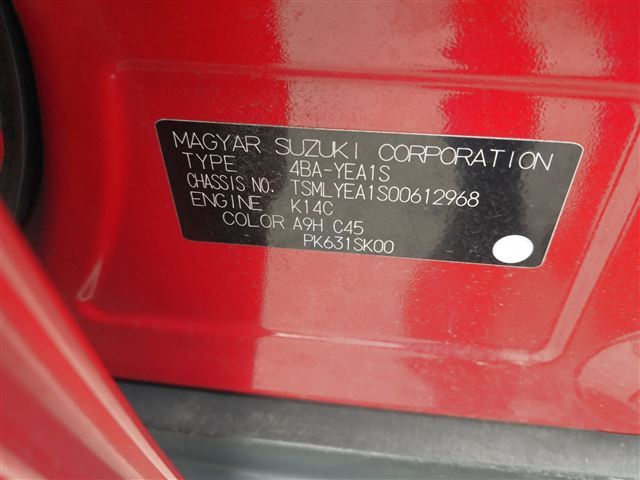 MAGYAR SUZUKI CORPORATION
TYPE 4BA-YEA1S
CHASSIS NO. TSMLYEA1S00612968
ENGINE K14C
COLOR A9H C45
PK631SK00